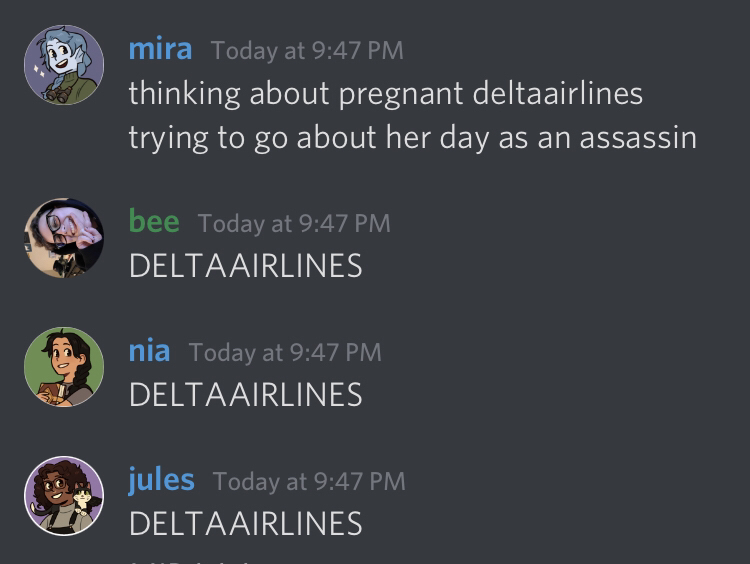 mira Today at 9:47 PM
thinking about pregnant deltaairlines
trying to go about her day as an assassin
bee Today at 9:47 PM
DELTAAIRLINES
nia Today at 9:47 PM
DELTAAIRLINES
jules Today at 9:47 PM
DELTAAIRLINES